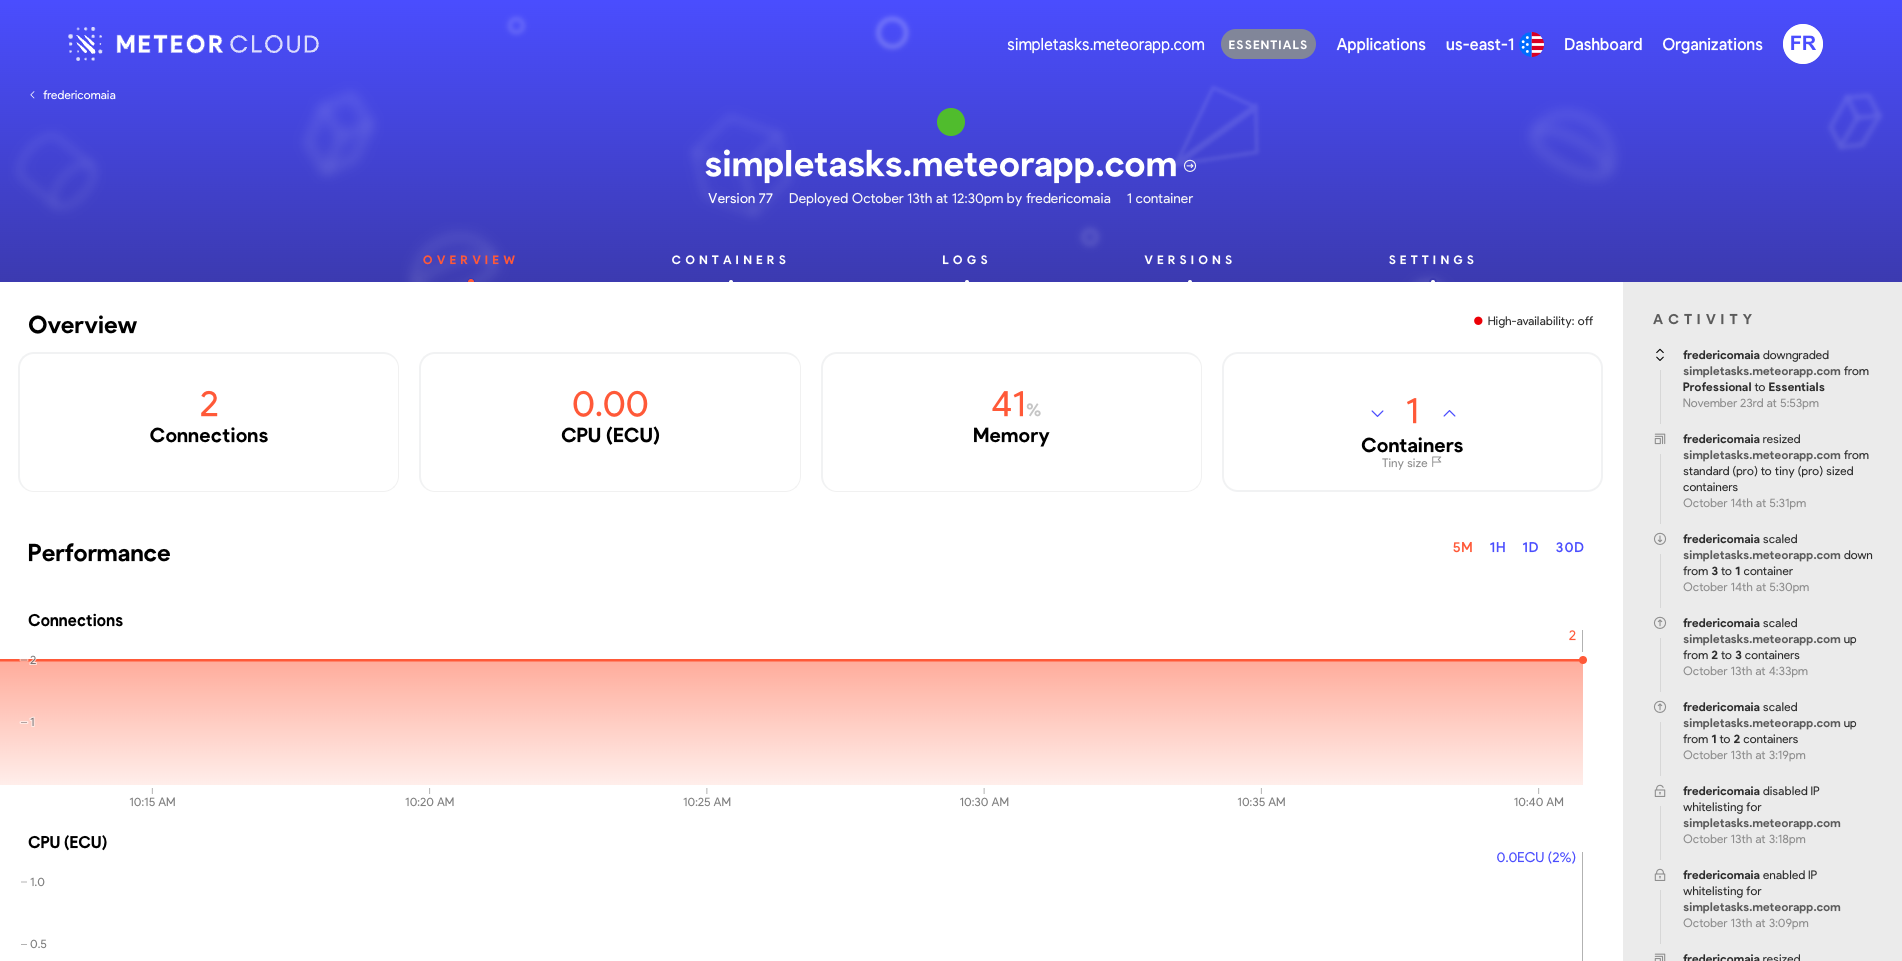 METEOR CLOUD
simpletasks.meteorapp.com ESSENTIALS Applications us-east-1 Dashboard Organizations FR
fredericomaia
simpletasks.meteorapp.com
Version 77 Deployed October 13th at 12:30pm by fredericomaia 1 container
OVERVIEW CONTAINERS LOGS VERSIONS SETTINGS
Overview
High-availability: off
2
Connections
0.00
CPU (ECU)
41%
Memory
1
Containers
Tiny size
Performance
5M 1H 1D 30D
Connections
2
2
1
10:15 AM 10:20 AM 10:25 AM 10:30 AM 10:35 AM 10:40 AM
CPU (ECU)
0.0ECU (2%)
1.0
0.5
ACTIVITY
fredericomaia downgraded
simpletasks.meteorapp.com from
Professional to Essentials
November 23rd at 5:53pm
fredericomaia resized
simpletasks.meteorapp.com from
standard (pro) to tiny (pro) sized
containers
October 14th at 5:31pm
fredericomaia scaled
simpletasks.meteorapp.com down
from 3 to 1 container
October 14th at 5:30pm
fredericomaia scaled
simpletasks.meteorapp.com up
from 2 to 3 containers
October 13th at 4:33pm
fredericomaia scaled
simpletasks.meteorapp.com up
from 1 to 2 containers
October 13th at 3:19pm
fredericomaia disabled IP
whitelisting for
simpletasks.meteorapp.com
October 13th at 3:18pm
fredericomaia enabled IP
whitelisting for
simpletasks.meteorapp.com
October 13th at 3:09pm
fredericomaia resized